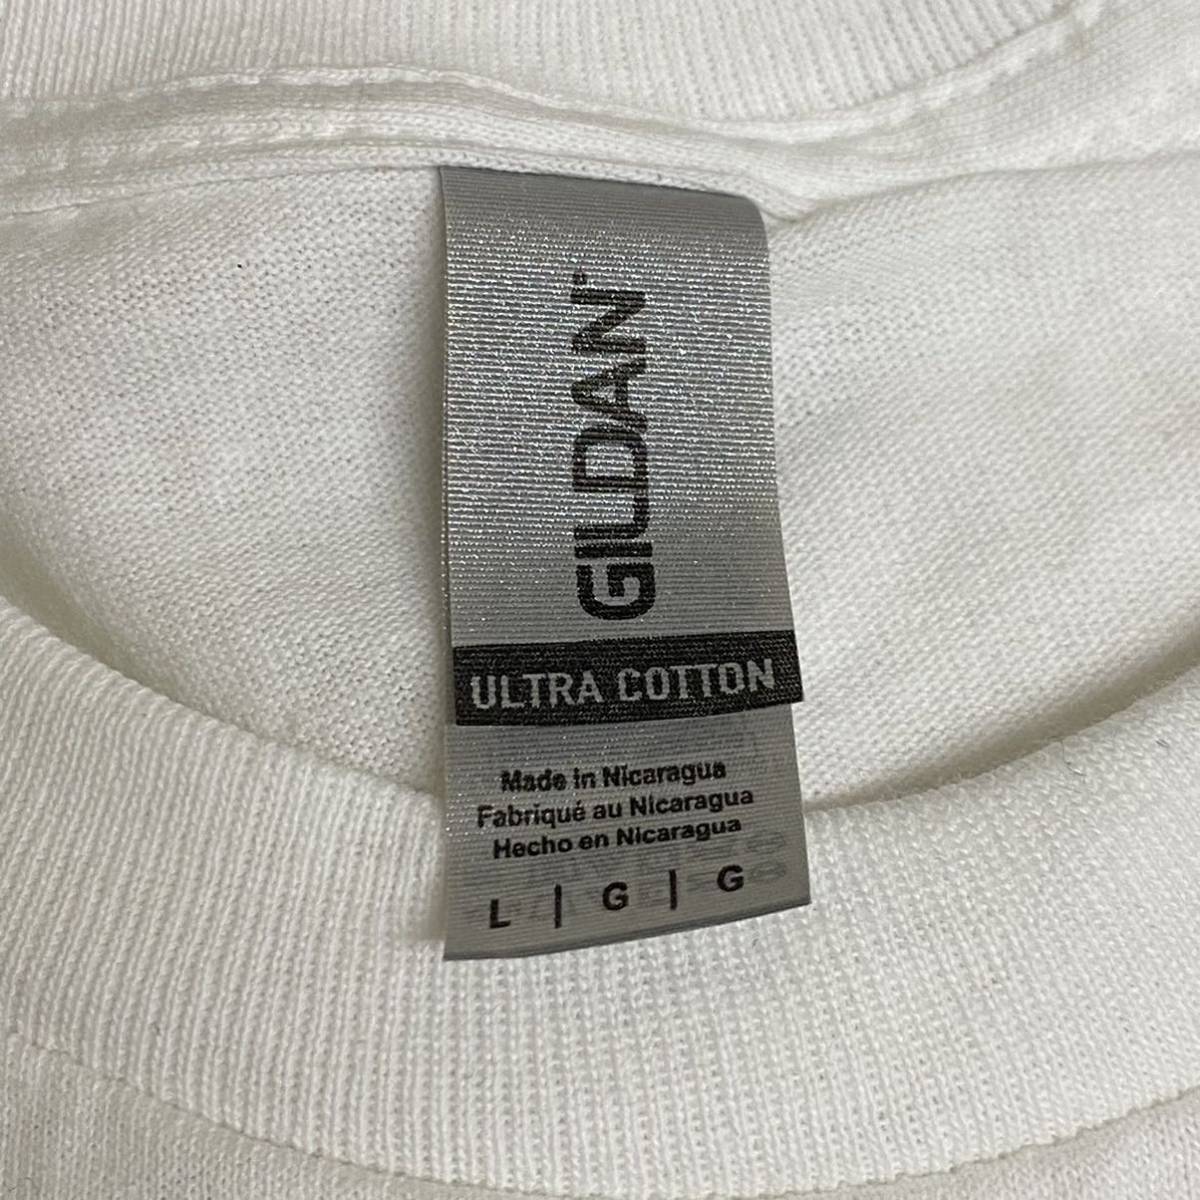 GILDAN®
ULTRA COTTON
Made in Nicaragua
Fabriqué au Nicaragua
Hecho en Nicaragua
L | G | G